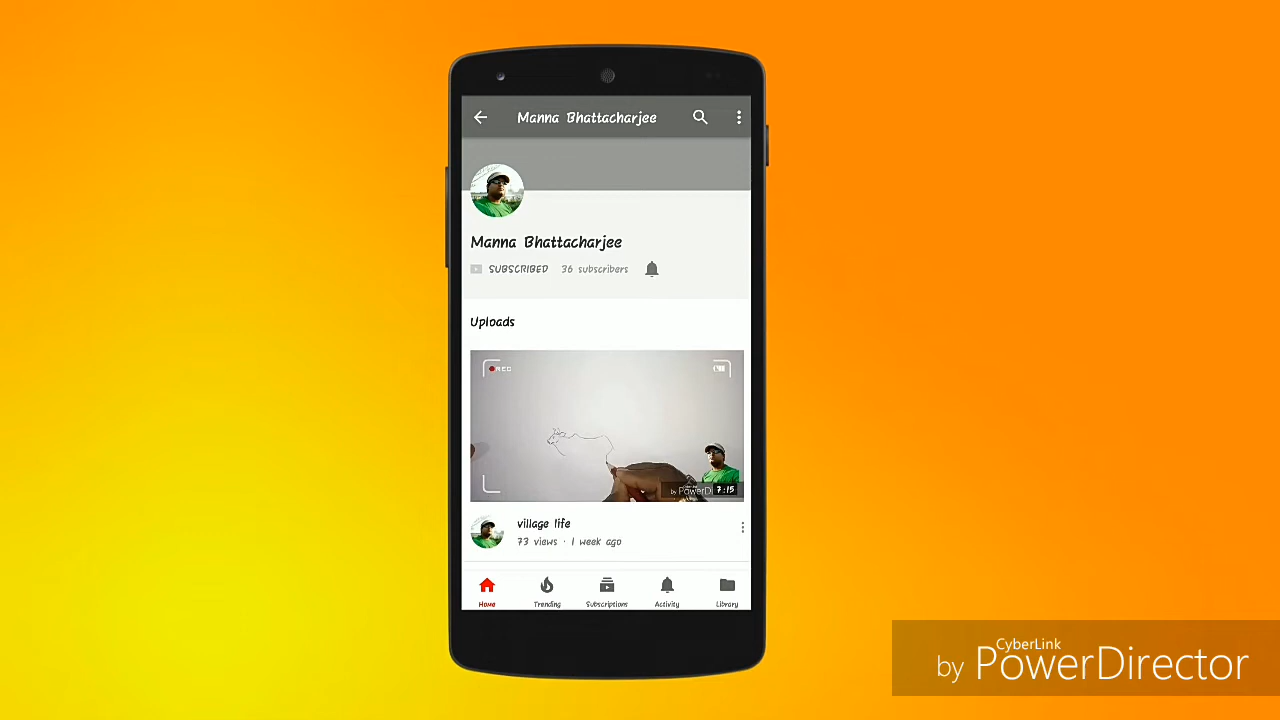 Manna Bhattacharjee
Manna Bhattacharjee
SUBSCRIBED 36 subscribers
Uploads
REC
by PowerDi 7:15
village life
73 views · 1 week ago
Home Trending Subscriptions Activity Library
CyberLink
by PowerDirector